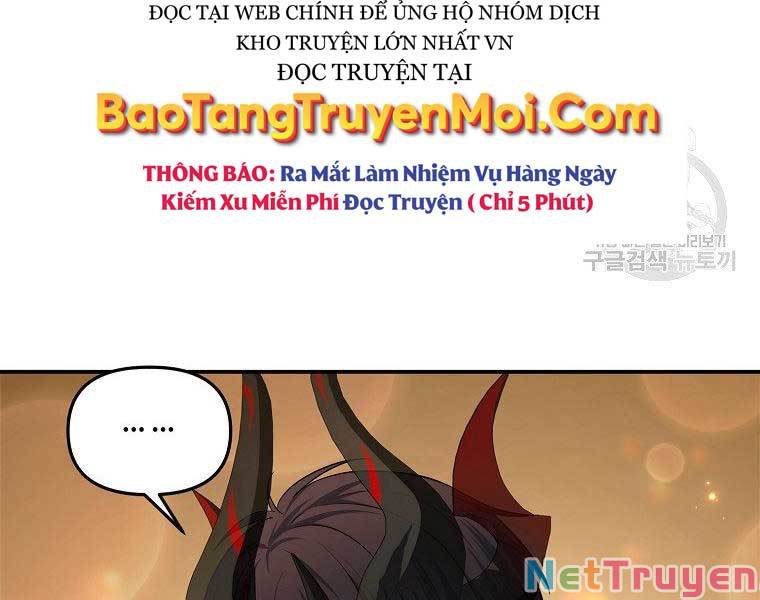 ĐỌC TẠI WEB CHÍNH ĐỂ ỦNG HỘ NHÓM DỊCH
KHO TRUYỆN LỚN NHẤT VN
ĐỌC TRUYỆN TẠI
BaoTangTruyenMoi.Com
THÔNG BÁO: Ra Mắt Làm Nhiệm Vụ Hàng Ngày
Kiếm Xu Miễn Phí Đọc Truyện ( Chỉ 5 Phút)
구글검색 뉴토끼
... ...
NetTruyen